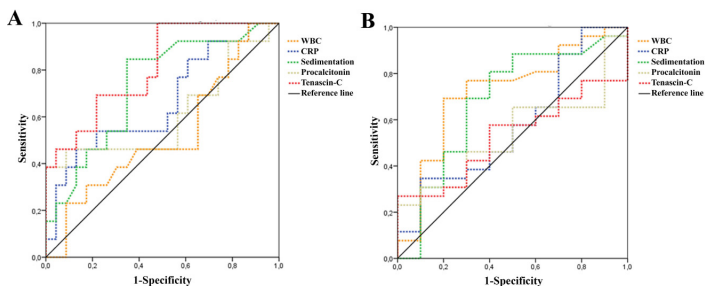 A
WBC
CRP
Sedimentation
Procalcitonin
Tenascin-C
Reference line
Sensitivity
1,0
0,8
0,6
0,4
0,2
0,0
0,0
0,2
0,4
0,6
0,8
1,0
1-Specificity
B
WBC
CRP
Sedimentation
Procalcitonin
Tenascin-C
Reference line
Sensitivity
1,0
0,8
0,6
0,4
0,2
0,0
0,0
0,2
0,4
0,6
0,8
1,0
1-Specificity